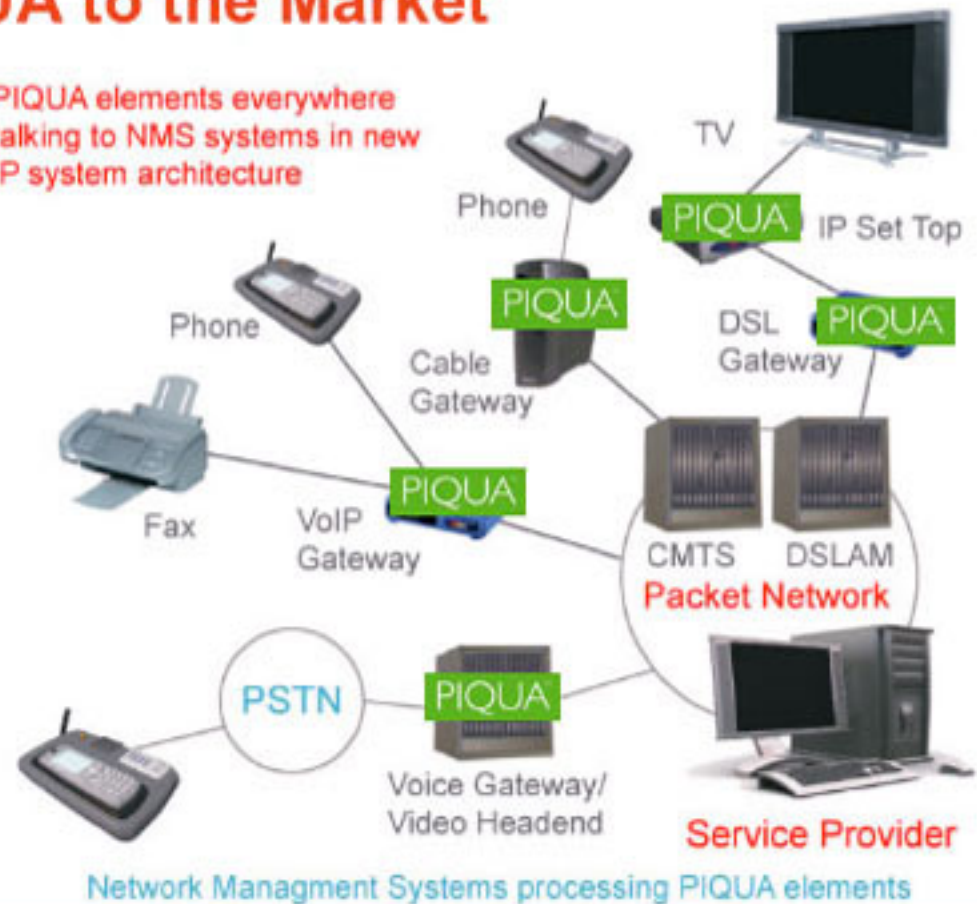 UA to the Market
PIQUA elements everywhere
alking to NMS systems in new
P system architecture
TV
Phone
PIQUA
IP Set Top
PIQUA
Phone
DSL
Gateway
PIQUA
Cable
Gateway
PIQUA
Fax
VoIP
Gateway
CMTS
DSLAM
Packet Network
PSTN
PIQUA
Voice Gateway/
Video Headend
Service Provider
Network Managment Systems processing PIQUA elements